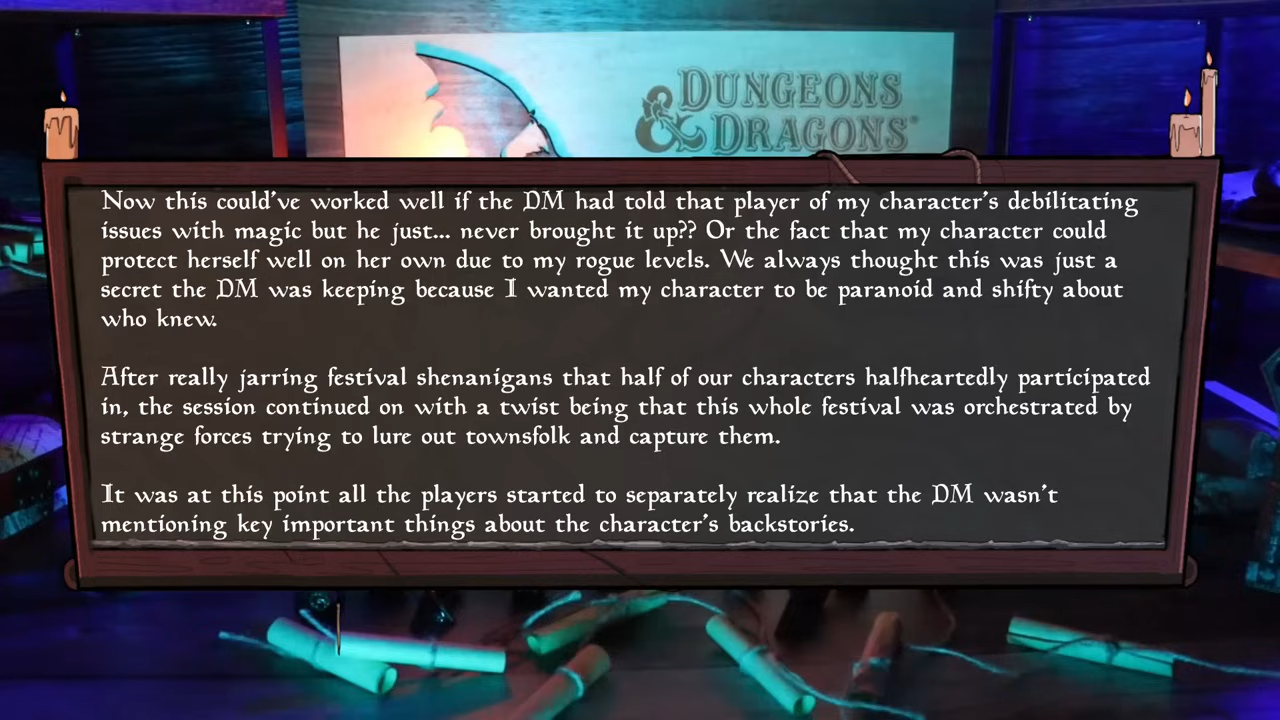 DUNGEONS
& DRAGONS®
Now this could've worked well if the DM had told that player of my character's debilitating
issues with magic but he just... never brought it up?? Or the fact that my character could
protect herself well on her own due to my rogue levels. We always thought this was just a
secret the DM was keeping because I wanted my character to be paranoid and shifty about
who knew.
After really jarring festival shenanigans that half of our characters halfheartedly participated
in, the session continued on with a twist being that this whole festival was orchestrated by
strange forces trying to lure out townsfolk and capture them.
It was at this point all the players started to separately realize that the DM wasn't
mentioning key important things about the character's backstories.